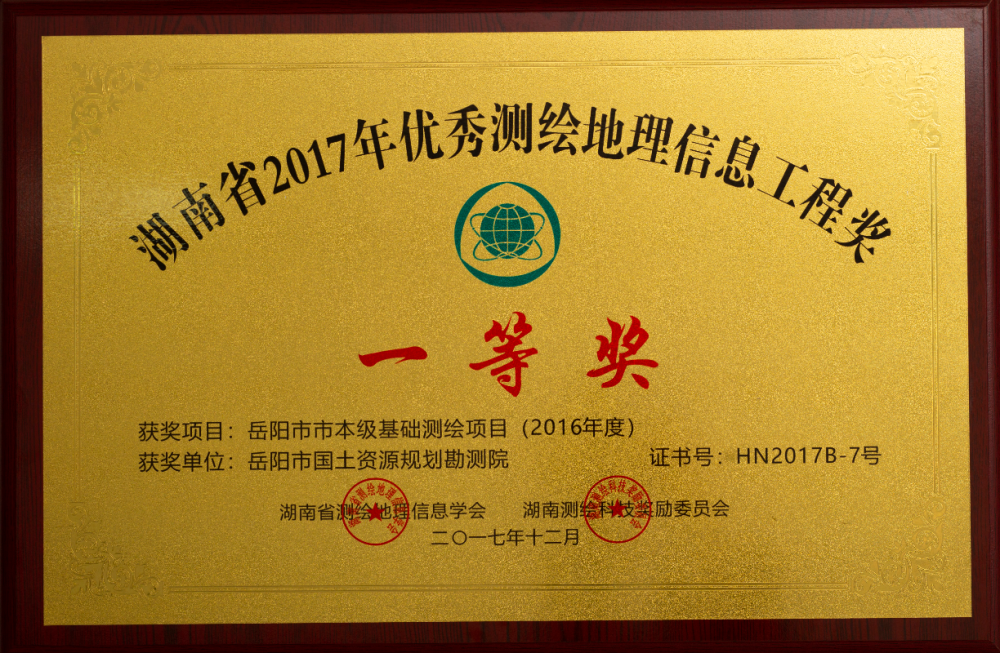 湖南省2017年优秀测绘地理信息工程奖
一等奖
获奖项目：岳阳市市本级基础测绘项目（2016年度）
获奖单位：岳阳市国土资源规划勘测院
证书号：HN2017B-7号
湖南省测绘地理信息学会
湖南测绘科技奖励委员会
二〇一七年十二月